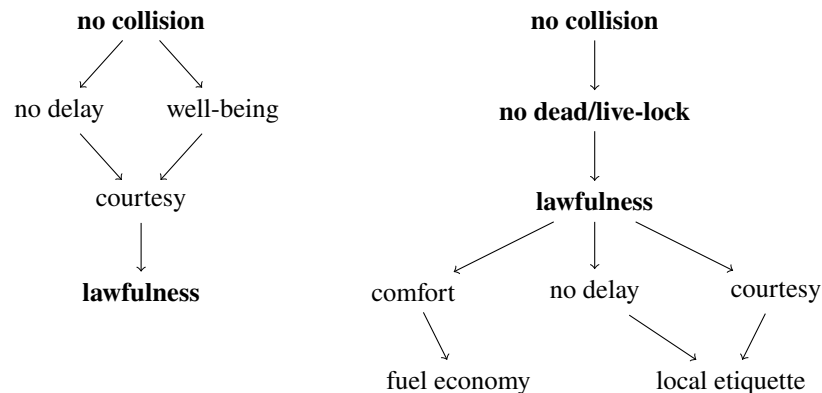 no collision
no delay
well-being
courtesy
lawfulness
no collision
no dead/live-lock
lawfulness
comfort
no delay
courtesy
fuel economy
local etiquette